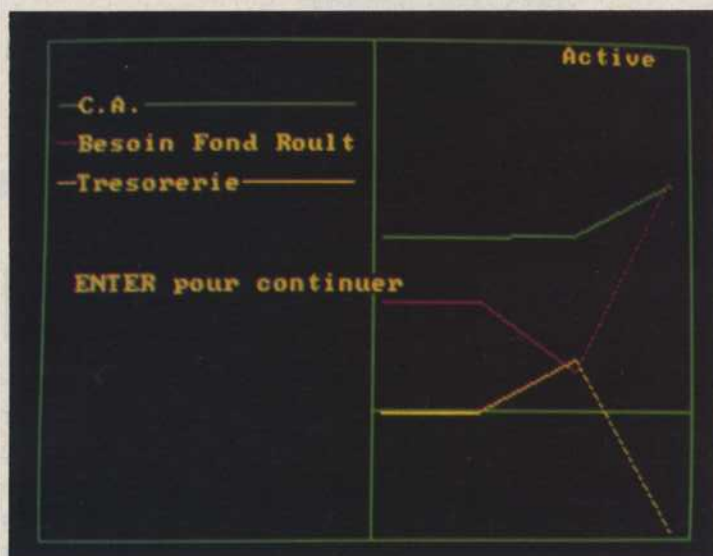 Active
C.A.
Besoin Fond Roult
Tresorerie
ENTER pour continuer